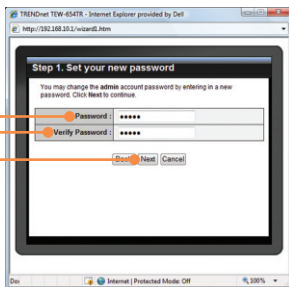 TRENDnet TEW-654TR - Internet Explorer provided by Dell
http://192.168.10.1/wizard1.htm
Step 1. Set your new password
You may change the admin account password by entering in a new
password. Click Next to continue.
Password : •••••
Verify Password : •••••
Back Next Cancel
Internet | Protected Mode: Off
100%